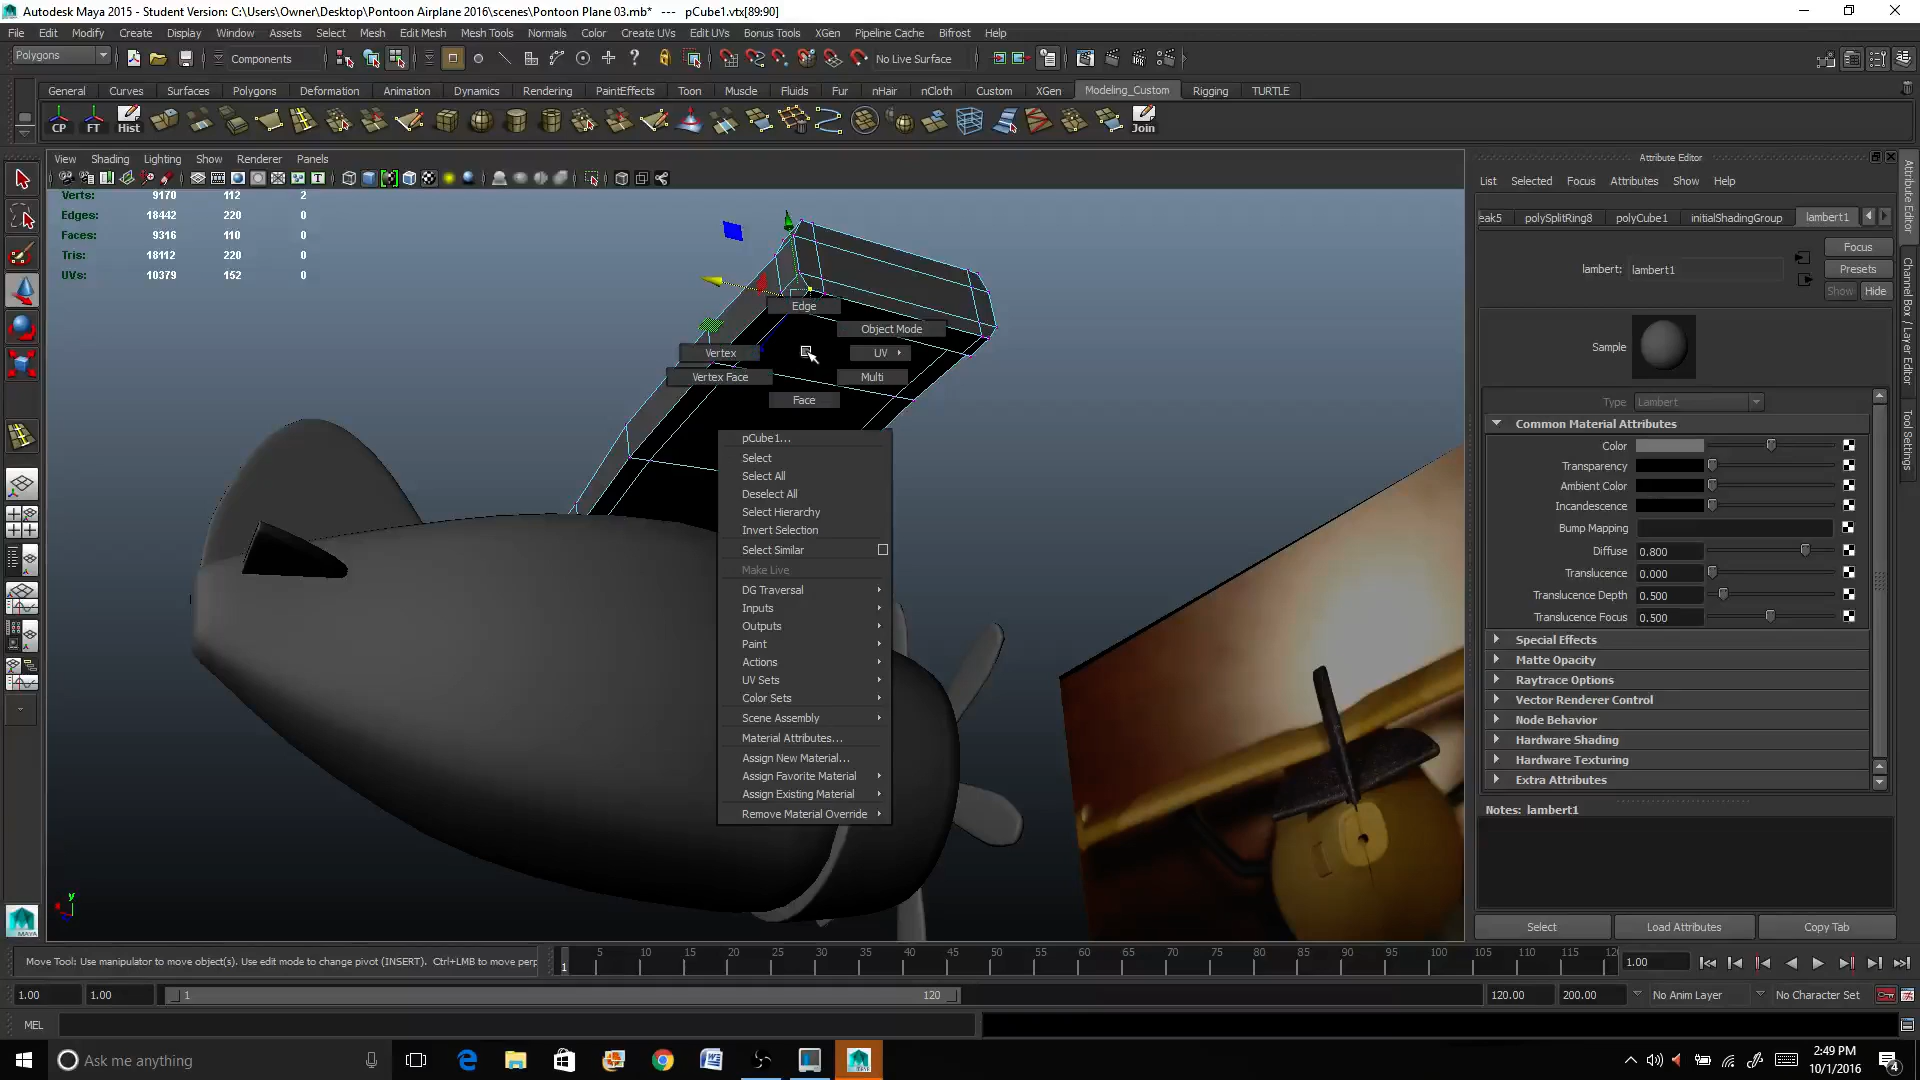 Autodesk Maya 2015 - Student Version: C:\Users\Owner\Desktop\Pontoon Airplane 2016\scenes\Pontoon Plane 03.mb* --- pCube1.vtx[89:90]
File Edit Modify Create Display Window Assets Select Mesh Edit Mesh Mesh Tools Normals Color Create UVs Edit UVs Bonus Tools XGen Pipeline Cache Bifrost Help
Polygons Components No Live Surface
General Curves Surfaces Polygons Deformation Animation Dynamics Rendering PaintEffects Toon Muscle Fluids Fur nHair nCloth Custom XGen Modeling_Custom Rigging TURTLE
CP FT Hist Join
View Shading Lighting Show Renderer Panels
Verts: 9170 112 2
Edges: 18442 220 0
Faces: 9316 110 0
Tris: 18112 220 0
UVs: 10379 152 0
Edge
Object Mode
Vertex UV
Vertex Face Multi
Face
pCube1...
Select
Select All
Deselect All
Select Hierarchy
Invert Selection
Select Similar
Make Live
DG Traversal
Inputs
Outputs
Paint
Actions
UV Sets
Color Sets
Scene Assembly
Material Attributes...
Assign New Material...
Assign Favorite Material
Assign Existing Material
Remove Material Override
y
Attribute Editor
List Selected Focus Attributes Show Help
eak5 polySplitRing8 polyCube1 initialShadingGroup lambert1
Focus
lambert: lambert1 Presets
Show Hide
Sample
Type Lambert
Common Material Attributes
Color
Transparency
Ambient Color
Incandescence
Bump Mapping
Diffuse 0.800
Translucence 0.000
Translucence Depth 0.500
Translucence Focus 0.500
Special Effects
Matte Opacity
Raytrace Options
Vector Renderer Control
Node Behavior
Hardware Shading
Hardware Texturing
Extra Attributes
Notes: lambert1
Select Load Attributes Copy Tab
Attribute Editor
Channel Box / Layer Editor
Tool Settings
MAYA
Move Tool: Use manipulator to move object(s). Use edit mode to change pivot (INSERT). Ctrl+LMB to move perp
1 5 10 15 20 25 30 35 40 45 50 55 60 65 70 75 80 85 90 95 100 105 110 115 12 1.00
1.00 1.00 1 120 120.00 200.00 No Anim Layer No Character Set
MEL
Ask me anything
2:49 PM
10/1/2016
4